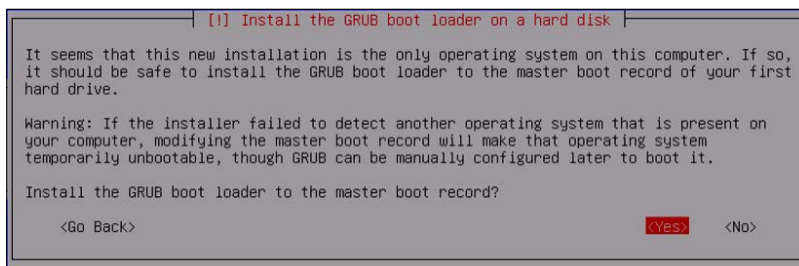 [!] Install the GRUB boot loader on a hard disk
It seems that this new installation is the only operating system on this computer. If so,
it should be safe to install the GRUB boot loader to the master boot record of your first
hard drive.
Warning: If the installer failed to detect another operating system that is present on
your computer, modifying the master boot record will make that operating system
temporarily unbootable, though GRUB can be manually configured later to boot it.
Install the GRUB boot loader to the master boot record?
<Go Back> <Yes> <No>